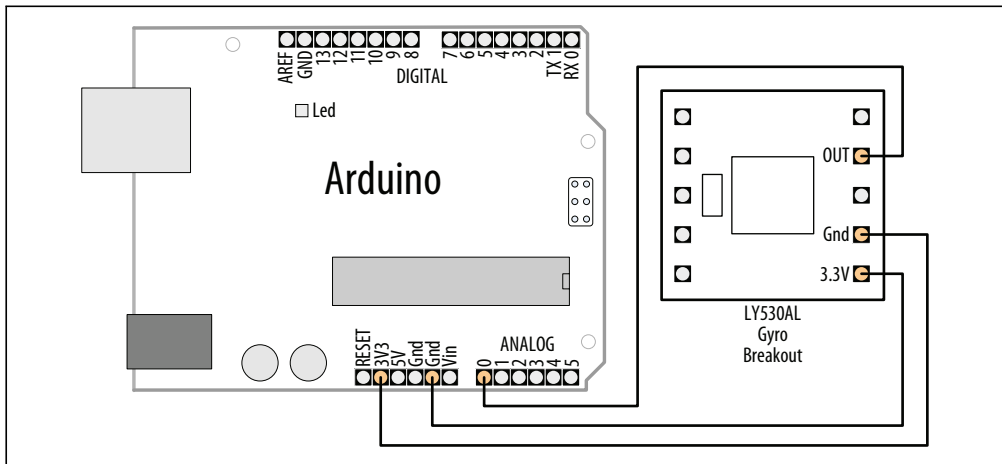 AREF
GND
13
12
11
10
9
8
7
6
5
4
3
2
TX 1
RX 0
DIGITAL
Led
Arduino
OUT
Gnd
3.3V
LY530AL
Gyro
Breakout
RESET
3V3
5V
Gnd
Gnd
Vin
ANALOG
0
1
2
3
4
5